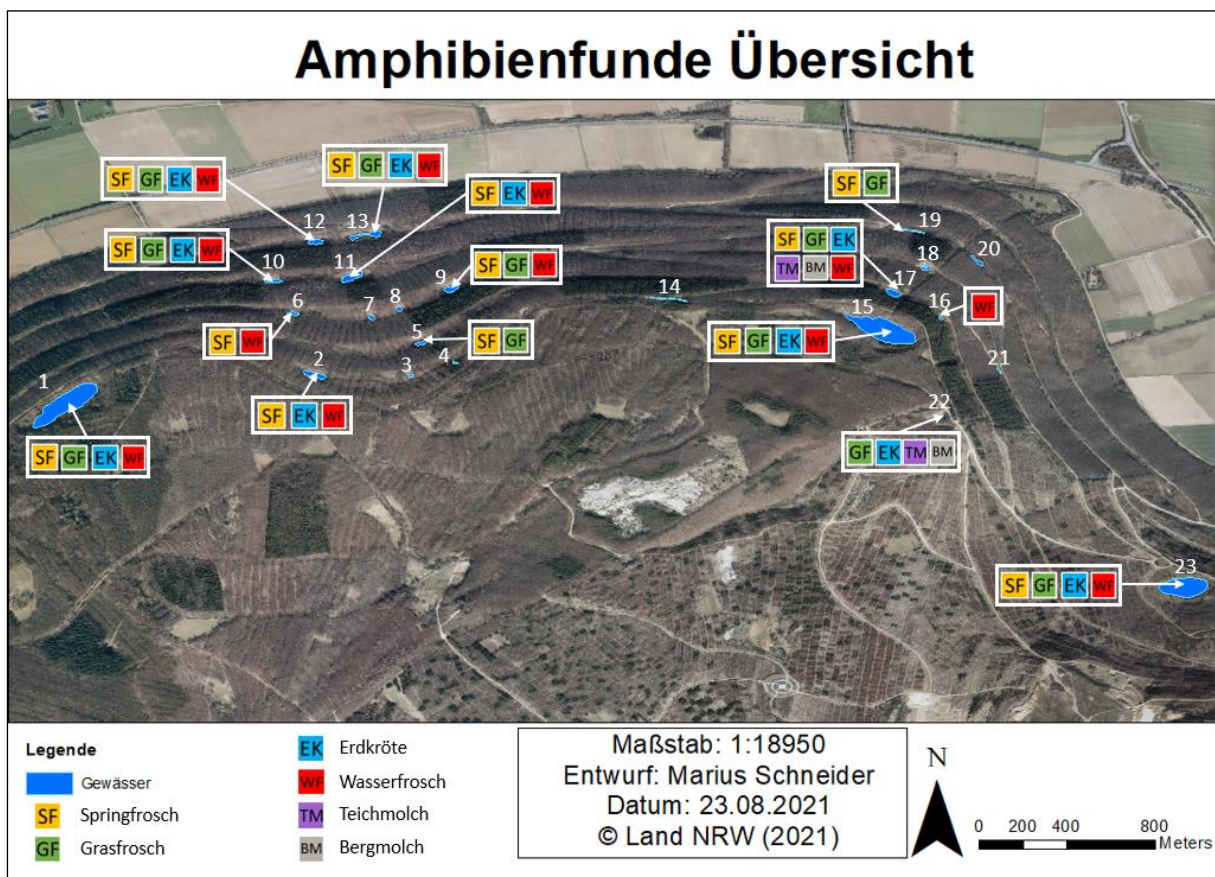 Amphibienfunde Übersicht
SF GF EK WF
SF GF EK WF
SF EK WF
SF GF
12
13
19
SF GF EK WF
SF GF EK
TM BM WF
20
10
11
9
SF GF WF
18
17
14
6
7
8
15
16
WF
SF WF
5
SF GF
SF GF EK WF
2
3
4
21
1
SF EK WF
22
SF GF EK WF
GF EK TM BM
23
SF GF EK WF
Legende
Gewässer
SF Springfrosch
GF Grasfrosch
EK Erdkröte
WF Wasserfrosch
TM Teichmolch
BM Bergmolch
Maßstab: 1:18950
Entwurf: Marius Schneider
Datum: 23.08.2021
© Land NRW (2021)
N
0 200 400 800
Meters